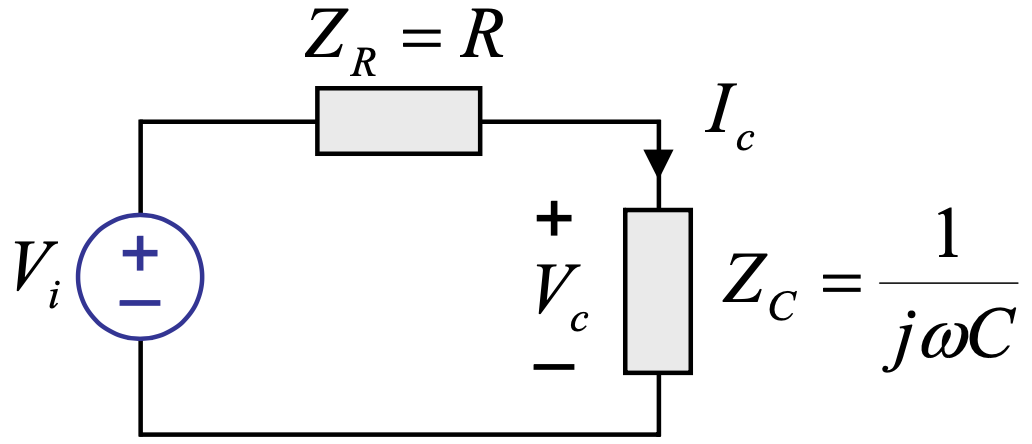 Z_R = R
I_c
+
−
V_i
+
V_c
−
Z_C = 1/(jωC)